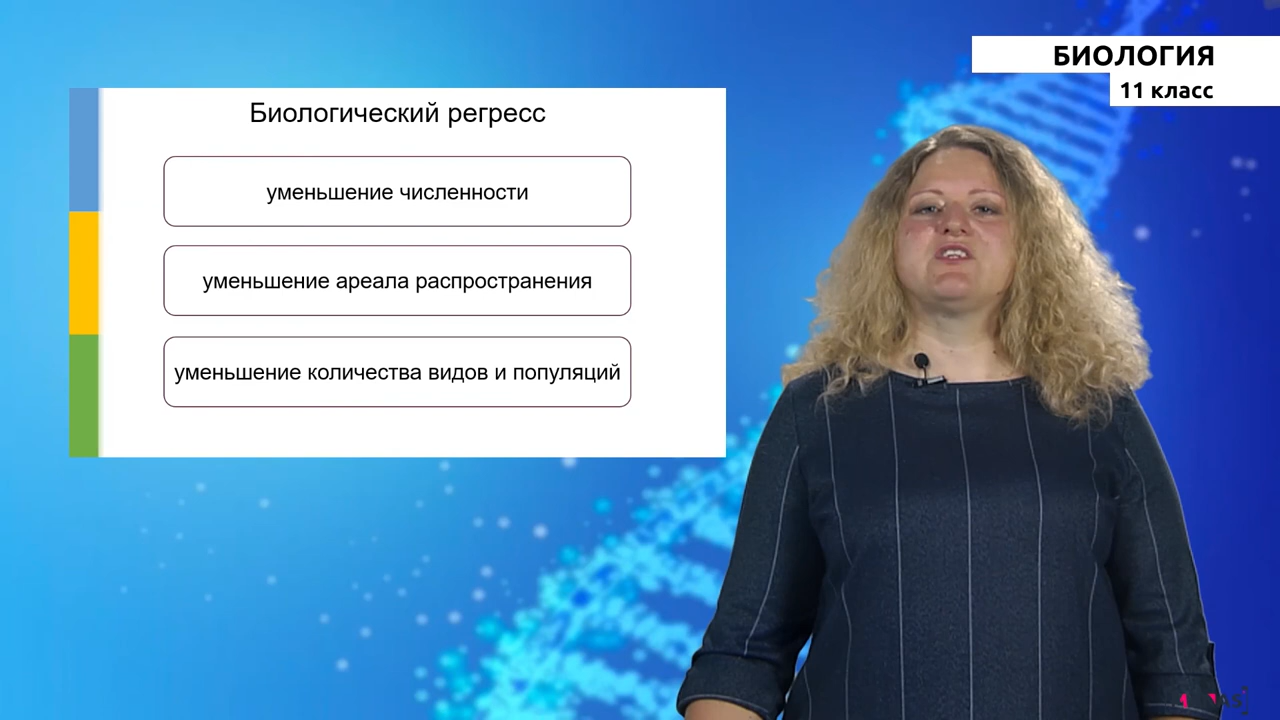 БИОЛОГИЯ
11 класс
Биологический регресс
уменьшение численности
уменьшение ареала распространения
уменьшение количества видов и популяций